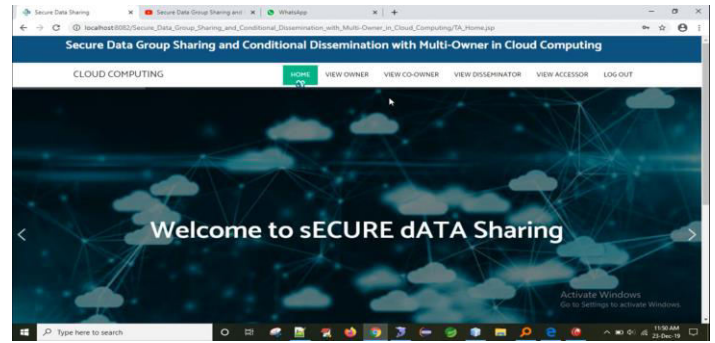 Secure Data Sharing
Secure Data Group Sharing and
WhatsApp
localhost:8082/Secure_Data_Group_Sharing_and_Conditional_Dissemination_with_Multi-Owner_in_Cloud_Computing/TA_Home.jsp
Secure Data Group Sharing and Conditional Dissemination with Multi-Owner in Cloud Computing
CLOUD COMPUTING
HOME VIEW OWNER VIEW CO-OWNER VIEW DISSEMINATOR VIEW ACCESSOR LOG OUT
Welcome to sECURE dATA Sharing
Activate Windows
Go to Settings to activate Windows.
Type here to search
11:50 AM
23-Dec-19